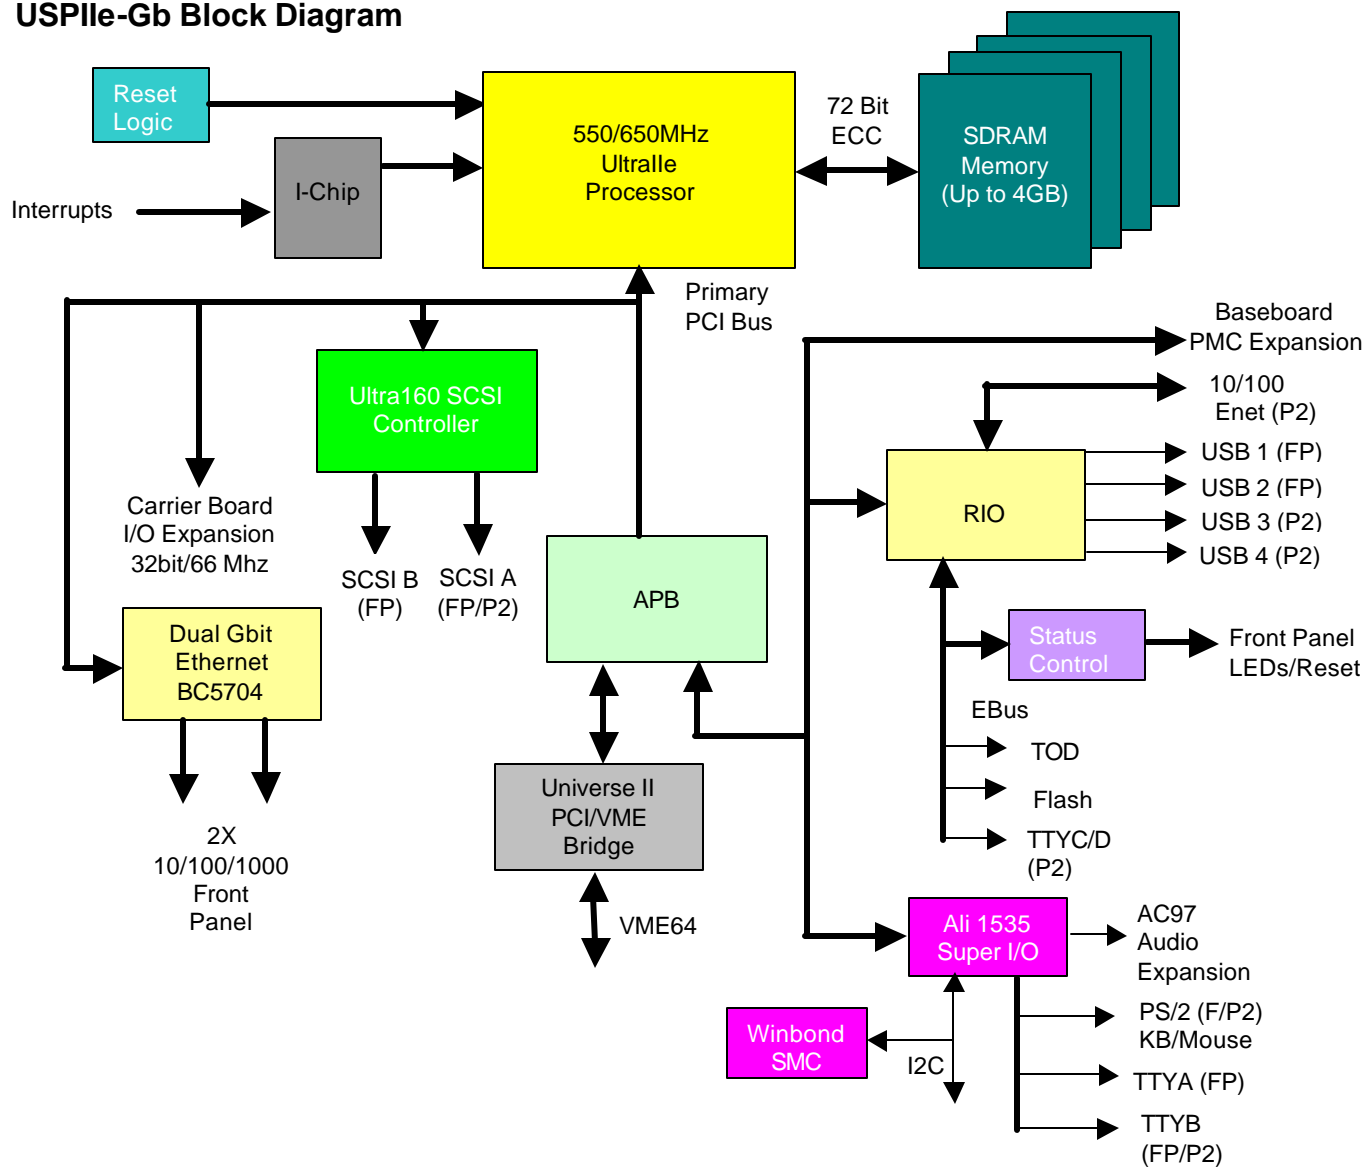 USPIIe-Gb Block Diagram
Reset
Logic
I-Chip
Interrupts
550/650MHz
UltraIIe
Processor
72 Bit
ECC
SDRAM
Memory
(Up to 4GB)
Primary
PCI Bus
Baseboard
PMC Expansion
10/100
Enet (P2)
USB 1 (FP)
USB 2 (FP)
USB 3 (P2)
USB 4 (P2)
RIO
Ultra160 SCSI
Controller
Carrier Board
I/O Expansion
32bit/66 Mhz
SCSI B
(FP)
SCSI A
(FP/P2)
APB
Dual Gbit
Ethernet
BC5704
2X
10/100/1000
Front
Panel
Status
Control
Front Panel
LEDs/Reset
EBus
TOD
Flash
TTYC/D
(P2)
Universe II
PCI/VME
Bridge
VME64
Ali 1535
Super I/O
AC97
Audio
Expansion
PS/2 (F/P2)
KB/Mouse
TTYA (FP)
TTYB
(FP/P2)
Winbond
SMC
I2C